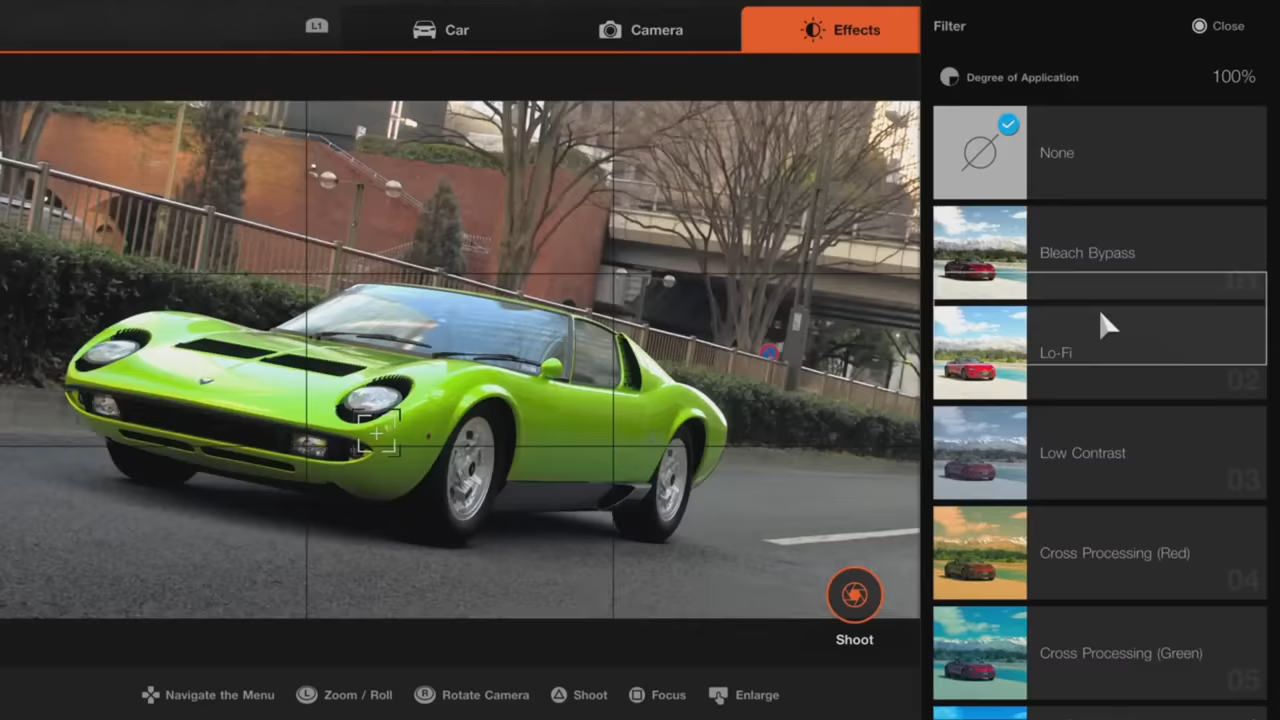 L1
Car
Camera
Effects
Filter
Close
Degree of Application
100%
None
Bleach Bypass
01
Lo-Fi
02
Low Contrast
03
Cross Processing (Red)
04
Cross Processing (Green)
05
Shoot
Navigate the Menu
L
Zoom / Roll
R
Rotate Camera
Shoot
Focus
Enlarge